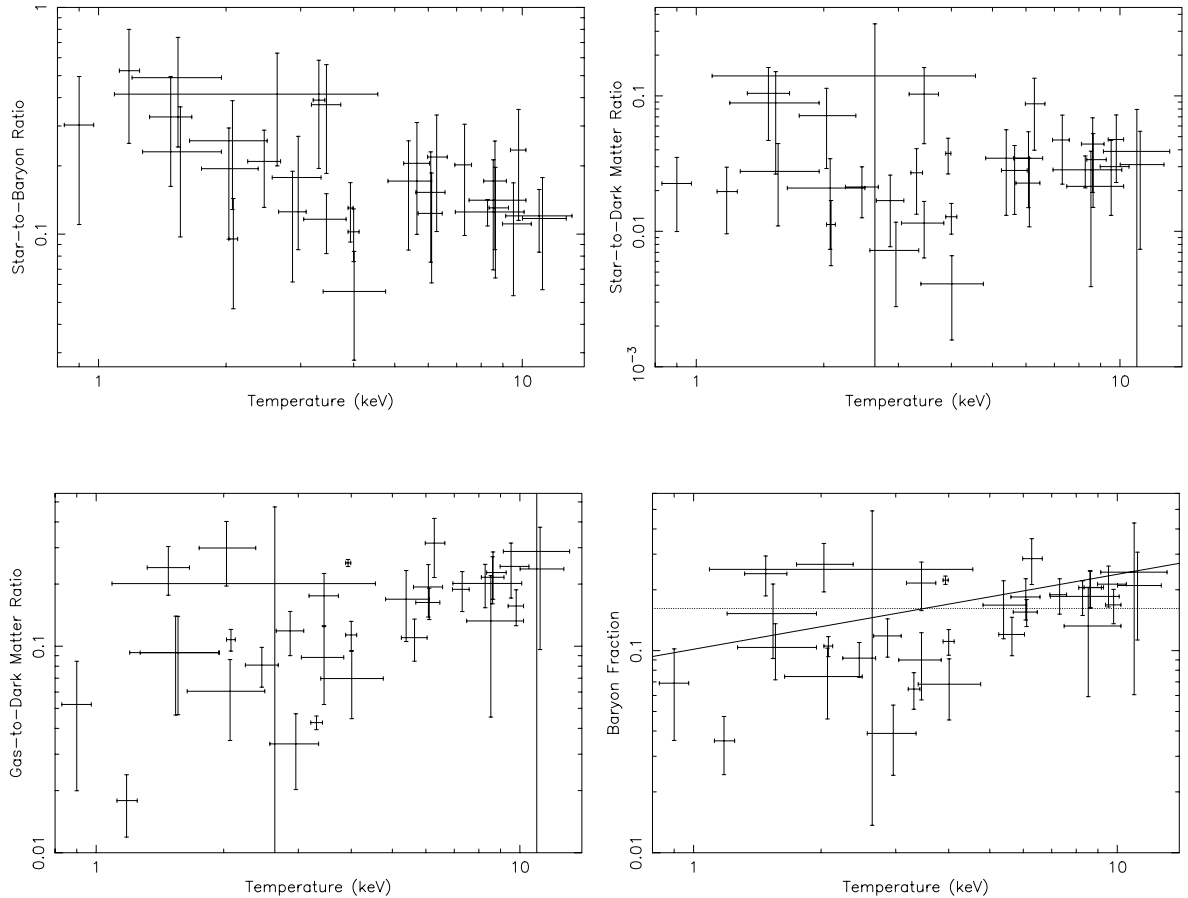 1
0.1
Star-to-Baryon Ratio
1
10
Temperature (keV)
0.1
0.01
10⁻³
Star-to-Dark Matter Ratio
1
10
Temperature (keV)
0.1
0.01
Gas-to-Dark Matter Ratio
1
10
Temperature (keV)
0.1
0.01
Baryon Fraction
1
10
Temperature (keV)